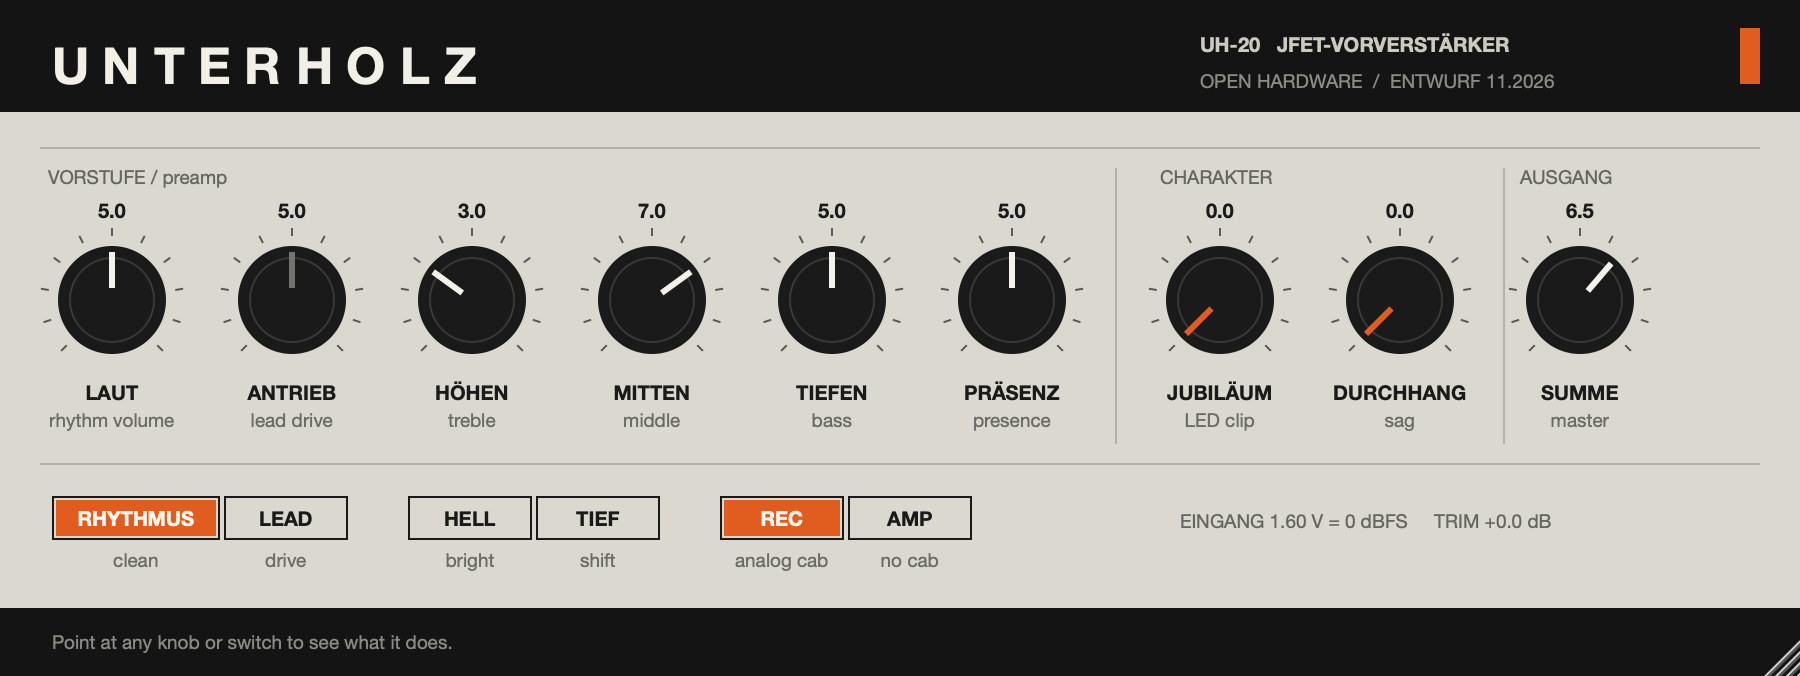 UNTERHOLZ
UH-20 JFET-VORVERSTÄRKER
OPEN HARDWARE / ENTWURF 11.2026
VORSTUFE / preamp
CHARAKTER
AUSGANG
5.0 5.0 3.0 7.0 5.0 5.0 0.0 0.0 6.5
LAUT ANTRIEB HÖHEN MITTEN TIEFEN PRÄSENZ JUBILÄUM DURCHHANG SUMME
rhythm volume lead drive treble middle bass presence LED clip sag master
RHYTHMUS LEAD HELL TIEF REC AMP
EINGANG 1.60 V = 0 dBFS TRIM +0.0 dB
clean drive bright shift analog cab no cab
Point at any knob or switch to see what it does.